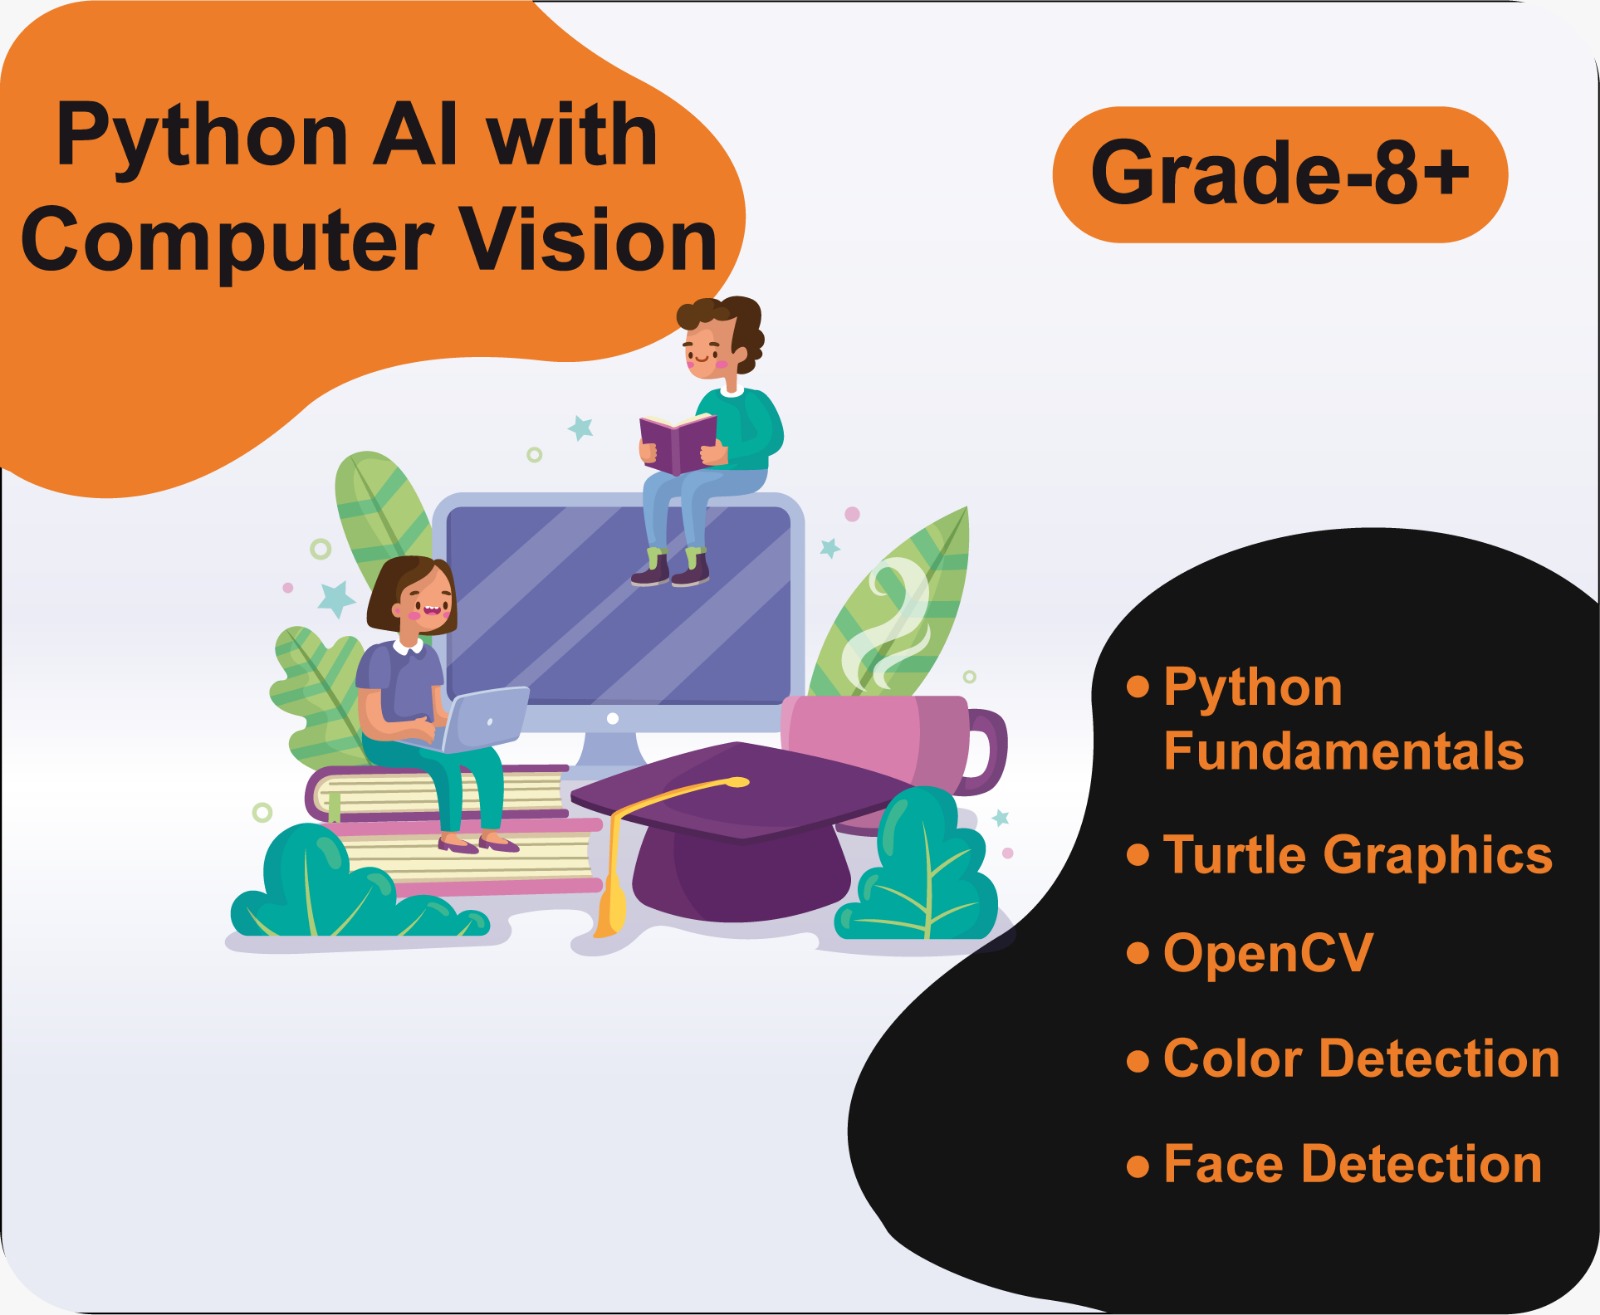 Python AI with
Computer Vision
Grade-8+
• Python
Fundamentals
• Turtle Graphics
• OpenCV
• Color Detection
• Face Detection